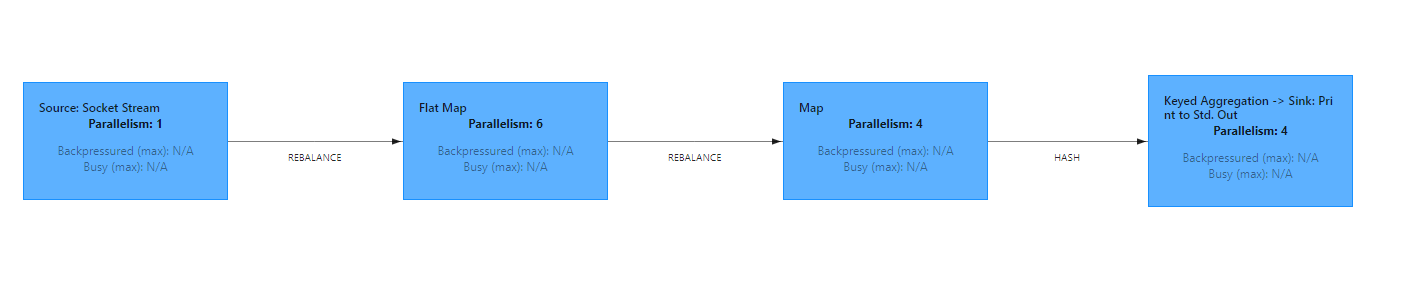 Source: Socket Stream
Parallelism: 1
Backpressured (max): N/A
Busy (max): N/A
REBALANCE
Flat Map
Parallelism: 6
Backpressured (max): N/A
Busy (max): N/A
REBALANCE
Map
Parallelism: 4
Backpressured (max): N/A
Busy (max): N/A
HASH
Keyed Aggregation -> Sink: Pri
nt to Std. Out
Parallelism: 4
Backpressured (max): N/A
Busy (max): N/A